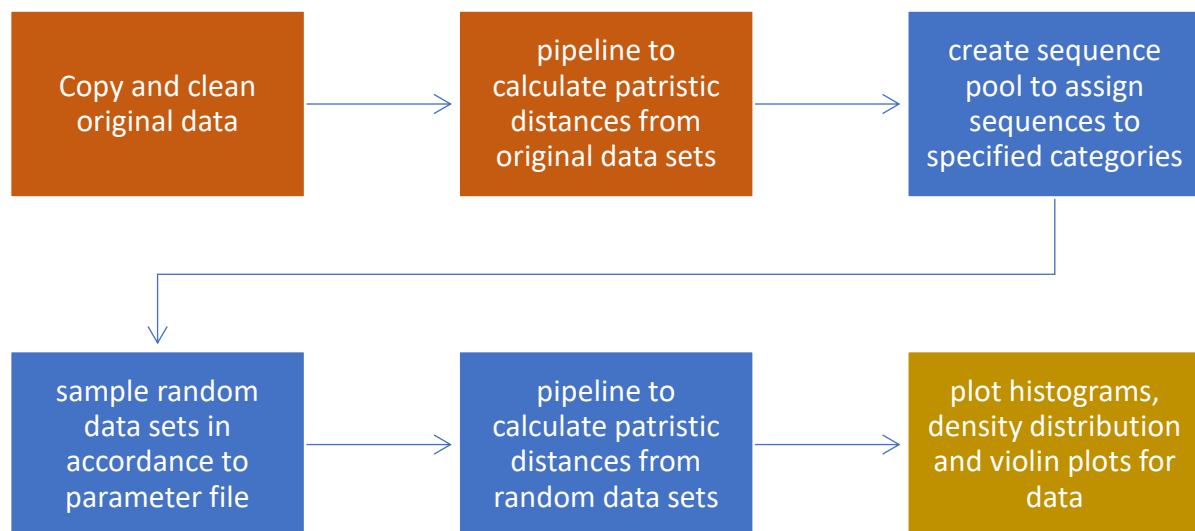 Copy and clean
original data
pipeline to
calculate patristic
distances from
original data sets
create sequence
pool to assign
sequences to
specified categories
sample random
data sets in
accordance to
parameter file
pipeline to
calculate patristic
distances from
random data sets
plot histograms,
density distribution
and violin plots for
data